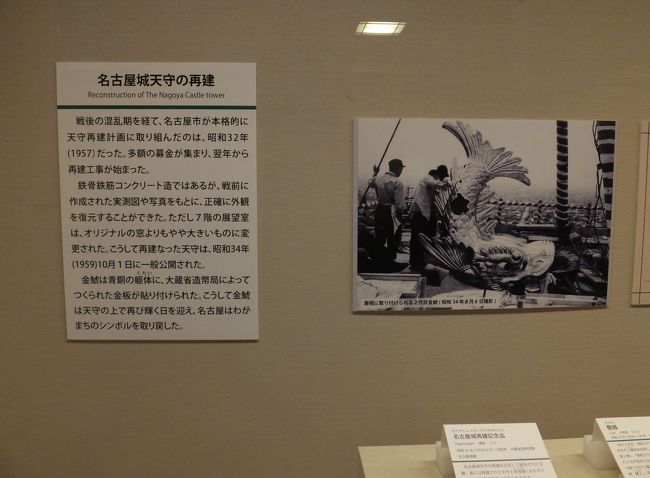 名古屋城天守の再建
Reconstruction of The Nagoya Castle tower
戦後の混乱期を経て、名古屋市が本格的に
天守再建計画に取り組んだのは、昭和32年
(1957)だった。多額の募金が集まり、翌年から
再建工事が始まった。
鉄骨鉄筋コンクリート造ではあるが、戦前に
作成された実測図や写真をもとに、正確に外観
を復元することができた。ただし7階の展望室
は、オリジナルの窓よりもやや大きいものに変
更された。こうして再建なった天守は、昭和34年
(1959)10月1日に一般公開された。
金鯱は青銅の躯体に、大蔵省造幣局によって
つくられた金板が貼り付けられた。こうして金鯱
は天守の上で再び輝く日を迎え、名古屋はわが
まちのシンボルを取り戻した。
屋根に取り付けられる2代目金鯱(昭和34年8月6日撮影)
名古屋城再建記念品